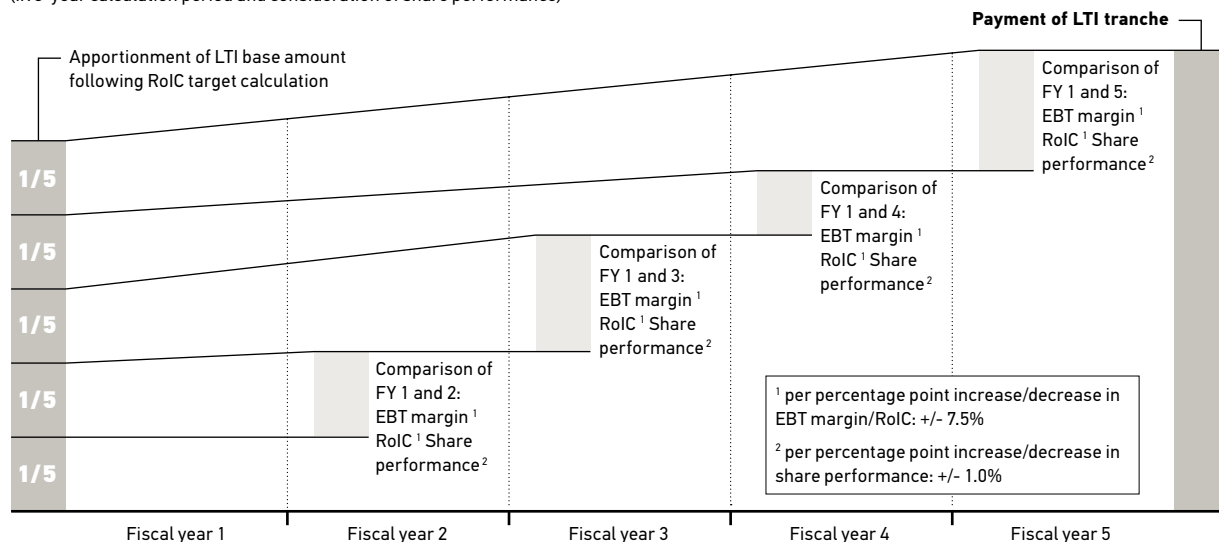 (five-year calculation period and consideration of share performance)
Payment of LTI tranche
Apportionment of LTI base amount
following RoIC target calculation
Comparison of
FY 1 and 5:
EBT margin ¹
RoIC ¹ Share
performance ²
1/5
Comparison of
FY 1 and 4:
EBT margin ¹
RoIC ¹ Share
performance ²
1/5
Comparison of
FY 1 and 3:
EBT margin ¹
RoIC ¹ Share
performance ²
1/5
Comparison of
FY 1 and 2:
EBT margin ¹
RoIC ¹ Share
performance ²
1/5
1/5
¹ per percentage point increase/decrease in
EBT margin/RoIC: +/- 7.5%
² per percentage point increase/decrease in
share performance: +/- 1.0%
Fiscal year 1 Fiscal year 2 Fiscal year 3 Fiscal year 4 Fiscal year 5